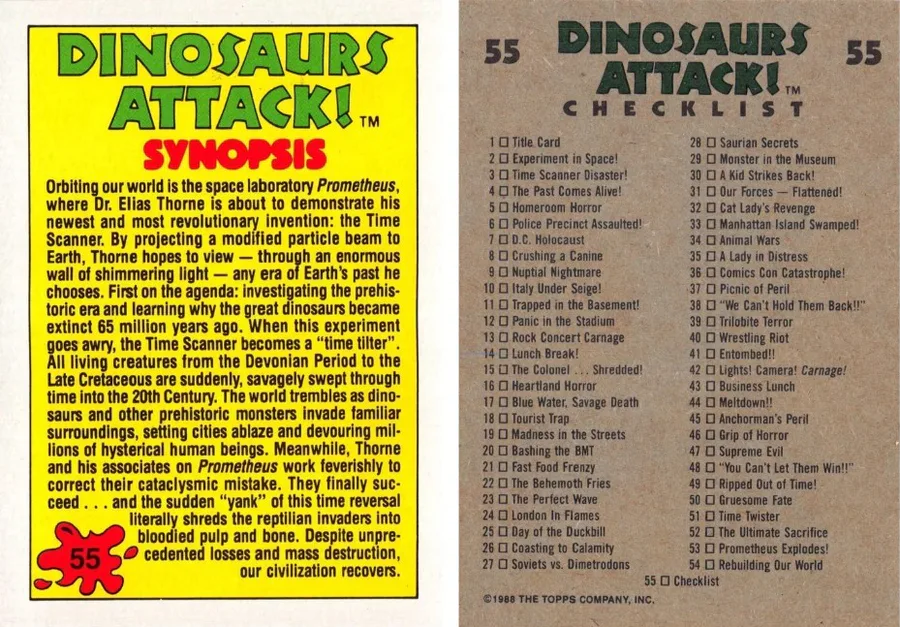 DINOSAURS
ATTACK! TM
SYNOPSIS
Orbiting our world is the space laboratory Prometheus,
where Dr. Elias Thorne is about to demonstrate his
newest and most revolutionary invention: the Time
Scanner. By projecting a modified particle beam to
Earth, Thorne hopes to view — through an enormous
wall of shimmering light — any era of Earth's past he
chooses. First on the agenda: investigating the prehis-
toric era and learning why the great dinosaurs became
extinct 65 million years ago. When this experiment
goes awry, the Time Scanner becomes a "time tilter".
All living creatures from the Devonian Period to the
Late Cretaceous are suddenly, savagely swept through
time into the 20th Century. The world trembles as dino-
saurs and other prehistoric monsters invade familiar
surroundings, setting cities ablaze and devouring mil-
lions of hysterical human beings. Meanwhile, Thorne
and his associates on Prometheus work feverishly to
correct their cataclysmic mistake. They finally suc-
ceed . . . and the sudden "yank" of this time reversal
literally shreds the reptilian invaders into
bloodied pulp and bone. Despite unpre-
cedented losses and mass destruction,
our civilization recovers.
55
55
DINOSAURS
ATTACK! TM
55
CHECKLIST
1 □ Title Card
2 □ Experiment in Space!
3 □ Time Scanner Disaster!
4 □ The Past Comes Alive!
5 □ Homeroom Horror
6 □ Police Precinct Assaulted!
7 □ D.C. Holocaust
8 □ Crushing a Canine
9 □ Nuptial Nightmare
10 □ Italy Under Seige!
11 □ Trapped in the Basement!
12 □ Panic in the Stadium
13 □ Rock Concert Carnage
14 □ Lunch Break!
15 □ The Colonel . . . Shredded!
16 □ Heartland Horror
17 □ Blue Water, Savage Death
18 □ Tourist Trap
19 □ Madness in the Streets
20 □ Bashing the BMT
21 □ Fast Food Frenzy
22 □ The Behemoth Fries
23 □ The Perfect Wave
24 □ London In Flames
25 □ Day of the Duckbill
26 □ Coasting to Calamity
27 □ Soviets vs. Dimetrodons
28 □ Saurian Secrets
29 □ Monster in the Museum
30 □ A Kid Strikes Back!
31 □ Our Forces — Flattened!
32 □ Cat Lady's Revenge
33 □ Manhattan Island Swamped!
34 □ Animal Wars
35 □ A Lady in Distress
36 □ Comics Con Catastrophe!
37 □ Picnic of Peril
38 □ "We Can't Hold Them Back!!"
39 □ Trilobite Terror
40 □ Wrestling Riot
41 □ Entombed!!
42 □ Lights! Camera! Carnage!
43 □ Business Lunch
44 □ Meltdown!!
45 □ Anchorman's Peril
46 □ Grip of Horror
47 □ Supreme Evil
48 □ "You Can't Let Them Win!!"
49 □ Ripped Out of Time!
50 □ Gruesome Fate
51 □ Time Twister
52 □ The Ultimate Sacrifice
53 □ Prometheus Explodes!
54 □ Rebuilding Our World
55 □ Checklist
©1988 THE TOPPS COMPANY, INC.